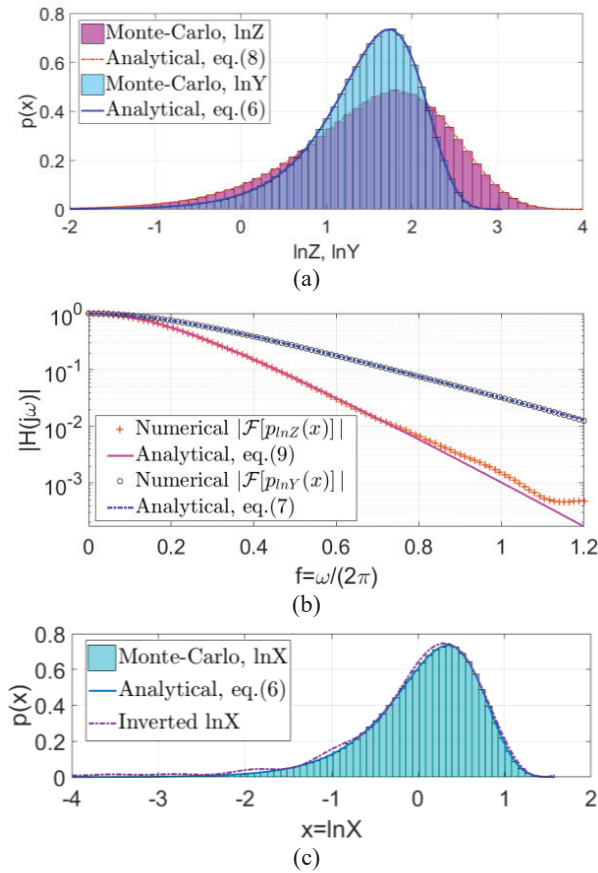 0.8
0.6
0.4
0.2
0
p(x)
Monte-Carlo, lnZ
Analytical, eq.(8)
Monte-Carlo, lnY
Analytical, eq.(6)
-2 -1 0 1 2 3 4
lnZ, lnY
(a)
10^0
10^-1
10^-2
10^-3
|H(jω)|
Numerical |F[p_lnZ(x)]|
Analytical, eq.(9)
Numerical |F[p_lnY(x)]|
Analytical, eq.(7)
0 0.2 0.4 0.6 0.8 1.0 1.2
f=ω/(2π)
(b)
0.8
0.6
0.4
0.2
0
p(x)
Monte-Carlo, lnX
Analytical, eq.(6)
Inverted lnX
-4 -3 -2 -1 0 1 2
x=lnX
(c)